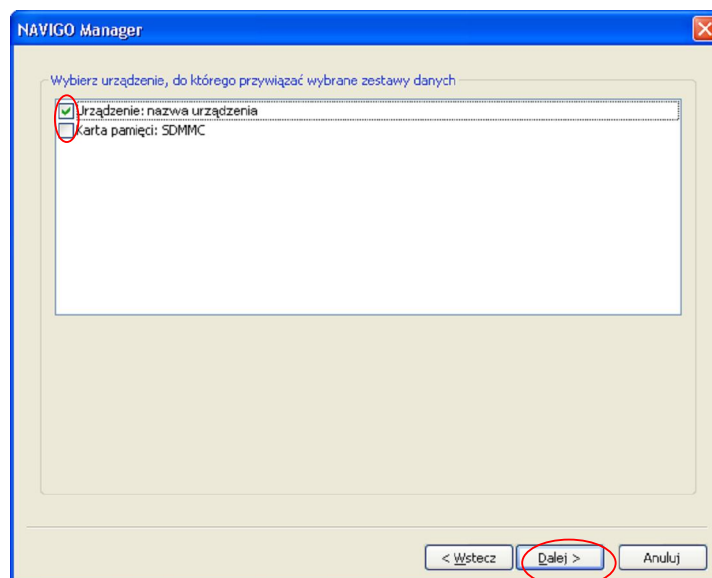 NAVIGO Manager
Wybierz urządzenie, do którego przywiązać wybrane zestawy danych
Urządzenie: nazwa urządzenia
Karta pamięci: SDMMC
< Wstecz
Dalej >
Anuluj